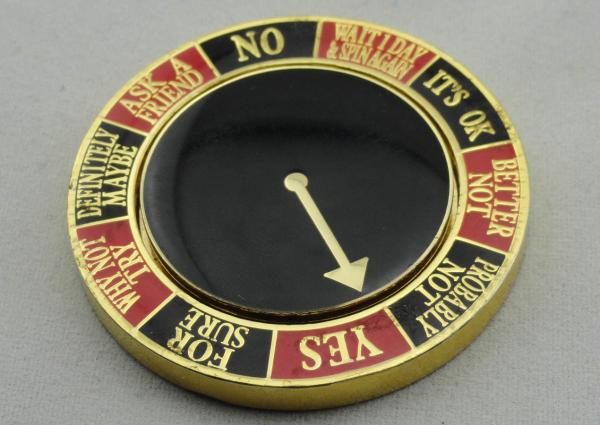 NO
WAIT 1 DAY
& SPIN AGAIN
IT'S OK
BETTER
NOT
PROBABLY
NOT
YES
FOR
SURE
WHY NOT
TRY
DEFINITELY
MAYBE
ASK A
FRIEND